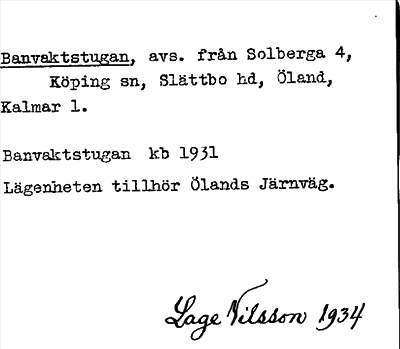 Banvaktstugan, avs. från Solberga 4,
Köping sn, Slättbo hd, Öland,
Kalmar l.
Banvaktstugan kb 1931
Lägenheten tillhör Ölands Järnväg.
Lage Nilsson 1934